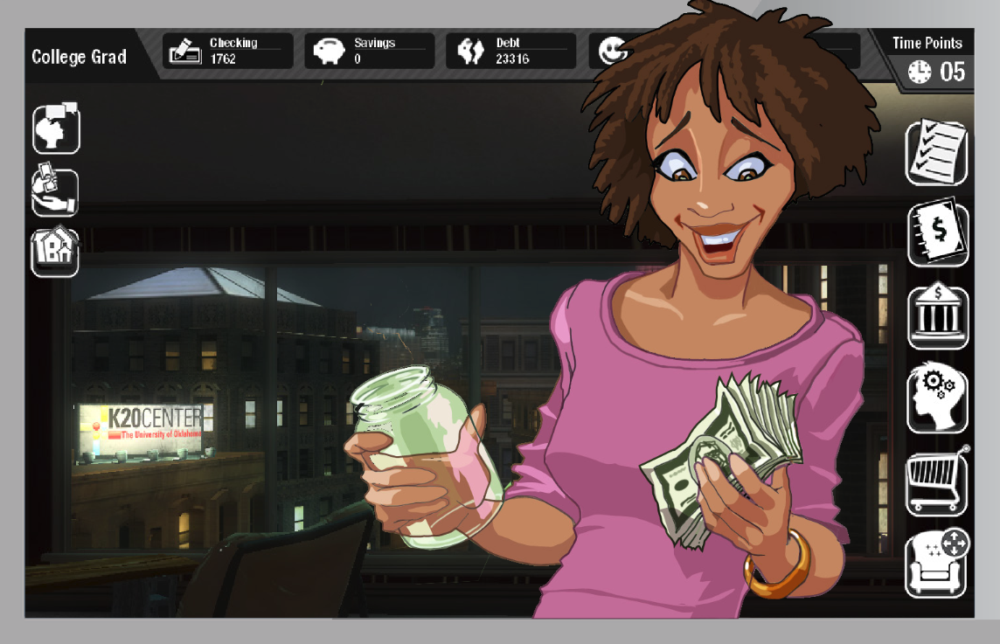 College Grad
Checking
1762
Savings
0
Debt
23316
Time Points
05
K20CENTER
The University of Oklahoma
$
$